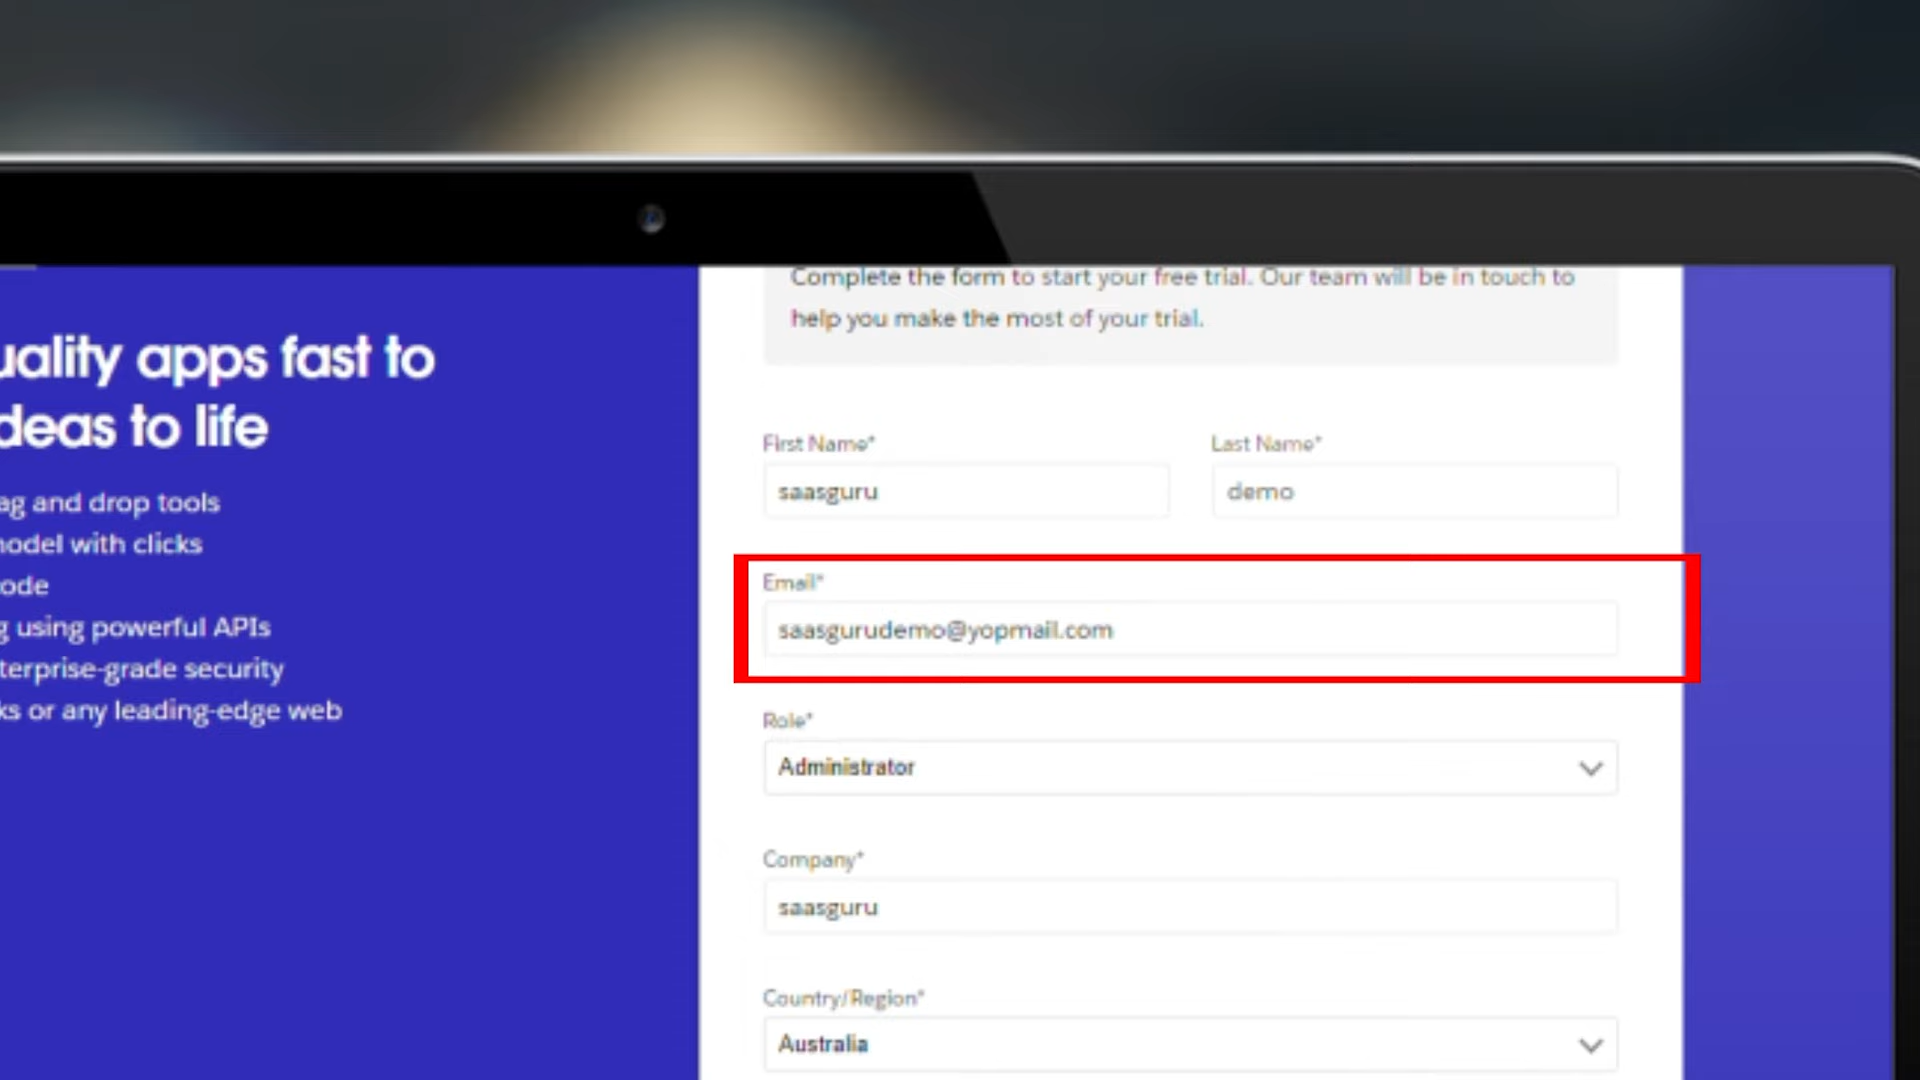 uality apps fast to
deas to life
ag and drop tools
odel with clicks
ode
g using powerful APIs
terprise-grade security
ks or any leading-edge web
Complete the form to start your free trial. Our team will be in touch to
help you make the most of your trial.
First Name*
Last Name*
saasguru
demo
Email*
saasgurudemo@yopmail.com
Role*
Administrator
Company*
saasguru
Country/Region*
Australia